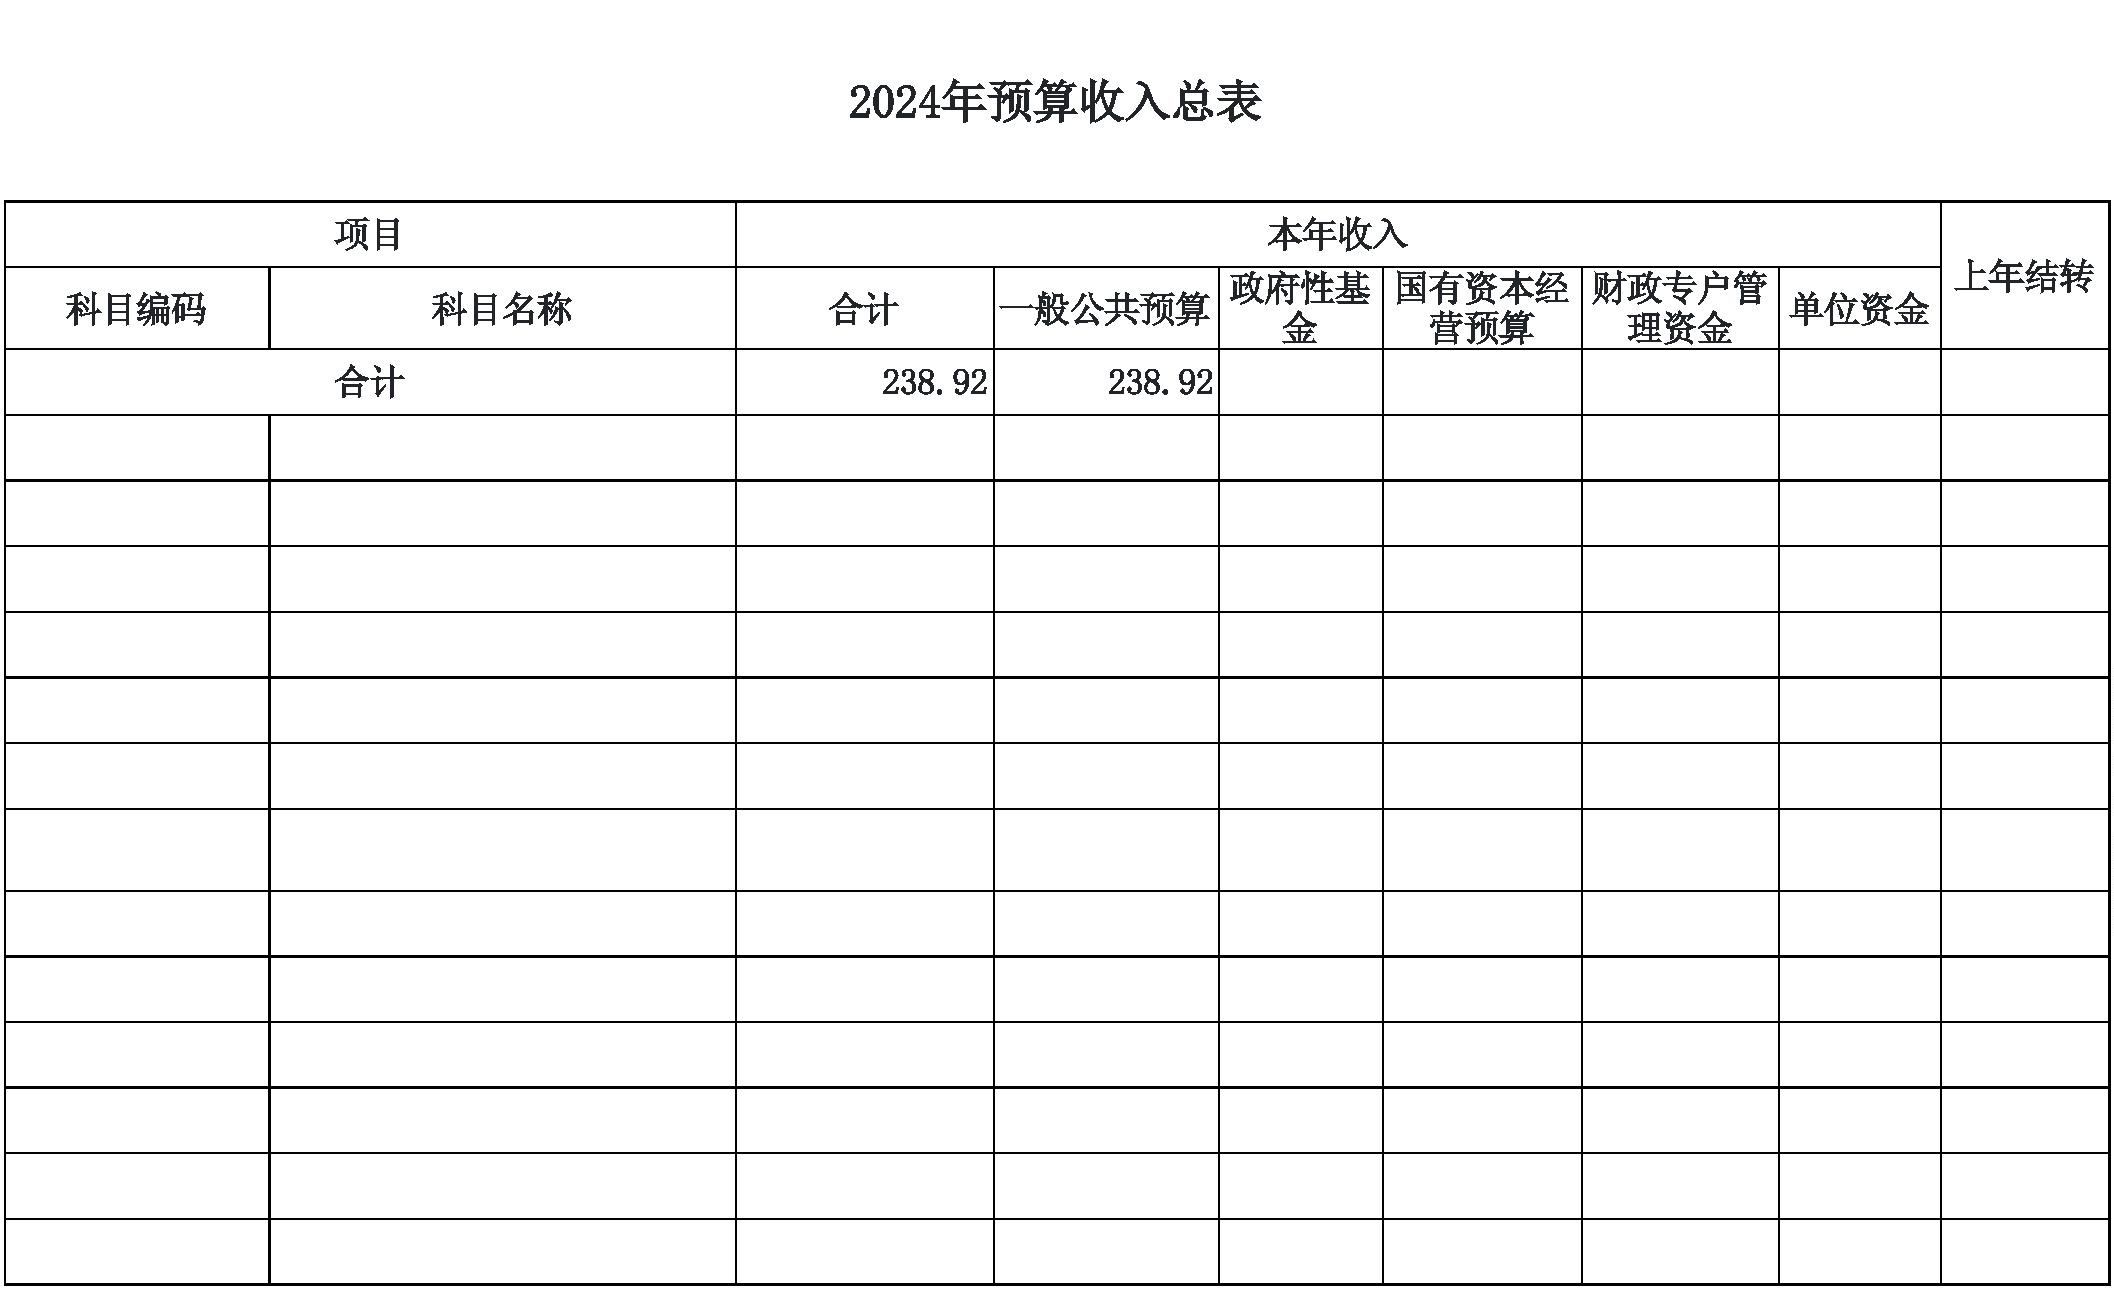 2024年预算收入总表
项目 本年收入 上年结转
科目编码 科目名称 合计 一般公共预算 政府性基金 国有资本经营预算 财政专户管理资金 单位资金
合计 238.92 238.92